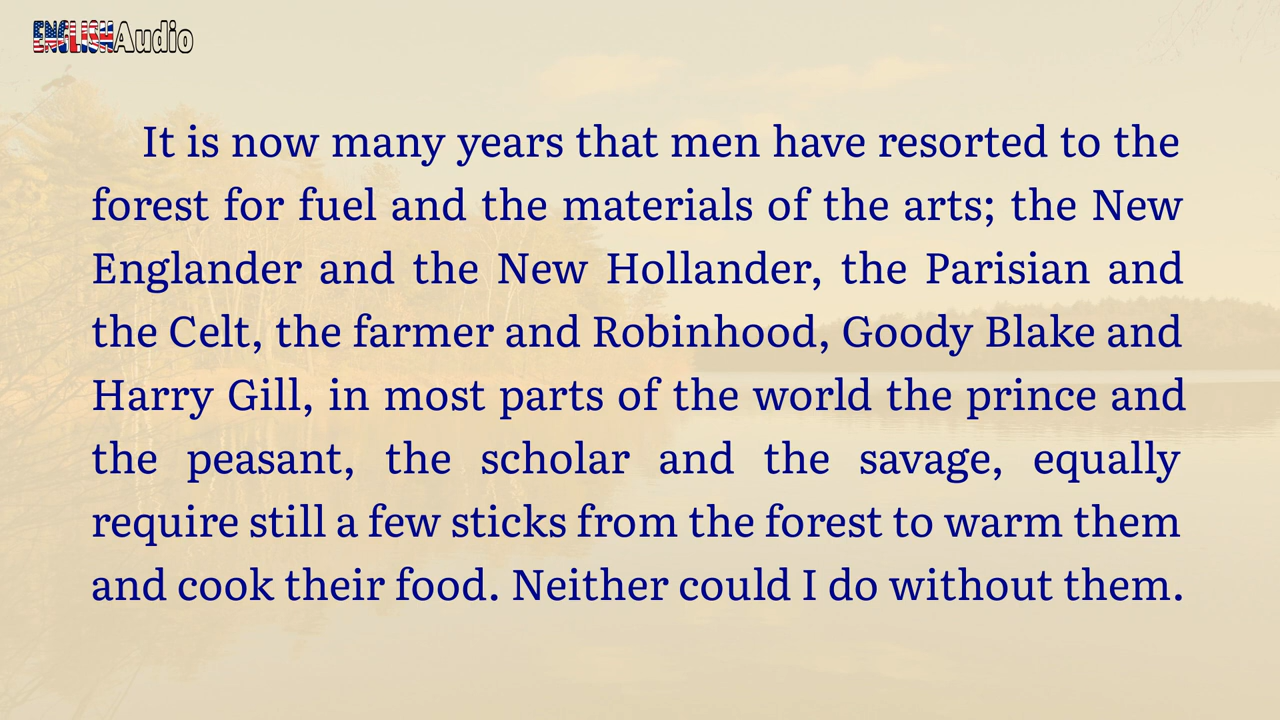 ENGLISHAudio
It is now many years that men have resorted to the
forest for fuel and the materials of the arts; the New
Englander and the New Hollander, the Parisian and
the Celt, the farmer and Robinhood, Goody Blake and
Harry Gill, in most parts of the world the prince and
the peasant, the scholar and the savage, equally
require still a few sticks from the forest to warm them
and cook their food. Neither could I do without them.